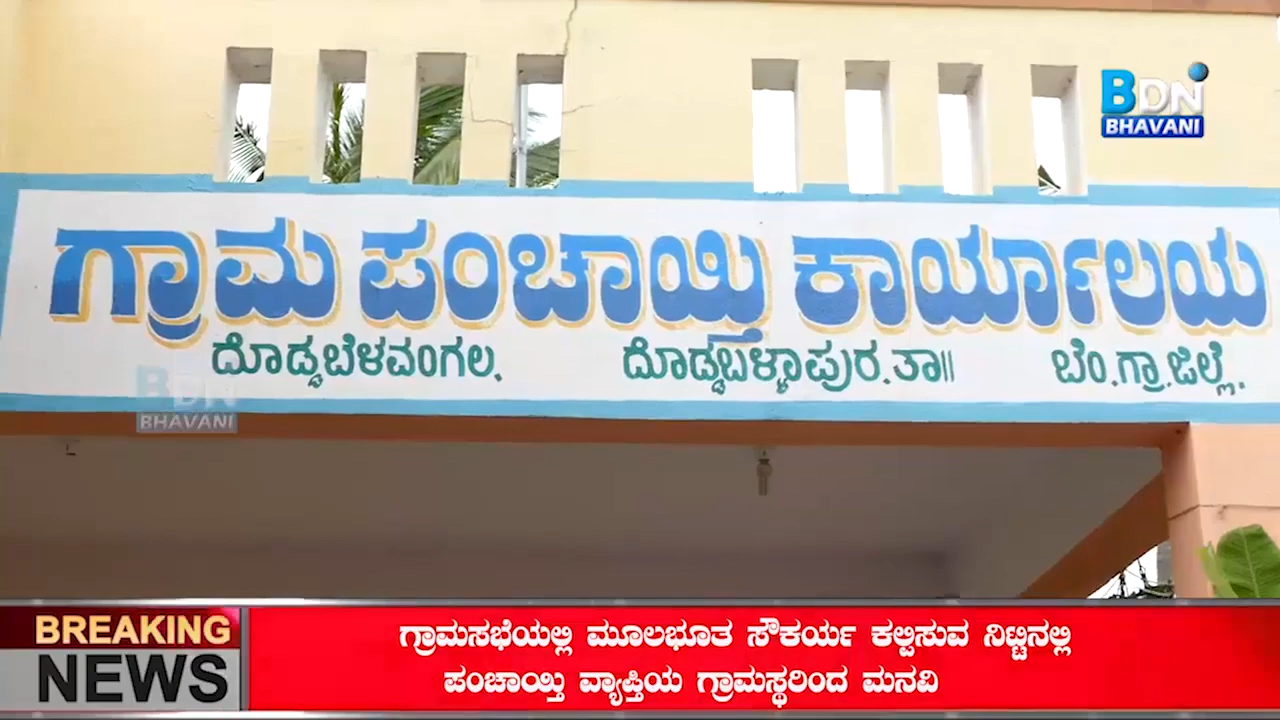 BDN
BHAVANI
ಗ್ರಾಮ ಪಂಚಾಯ್ತಿ ಕಾರ್ಯಾಲಯ
ದೊಡ್ಡಬೆಳವಂಗಲ. ದೊಡ್ಡಬಳ್ಳಾಪುರ.ತಾ|| ಬೆಂ.ಗ್ರಾ.ಜಿಲ್ಲೆ.
BDN
BHAVANI
BREAKING
NEWS
ಗ್ರಾಮಸಭೆಯಲ್ಲಿ ಮೂಲಭೂತ ಸೌಕರ್ಯ ಕಲ್ಪಿಸುವ ನಿಟ್ಟಿನಲ್ಲಿ
ಪಂಚಾಯ್ತಿ ವ್ಯಾಪ್ತಿಯ ಗ್ರಾಮಸ್ಥರಿಂದ ಮನವಿ